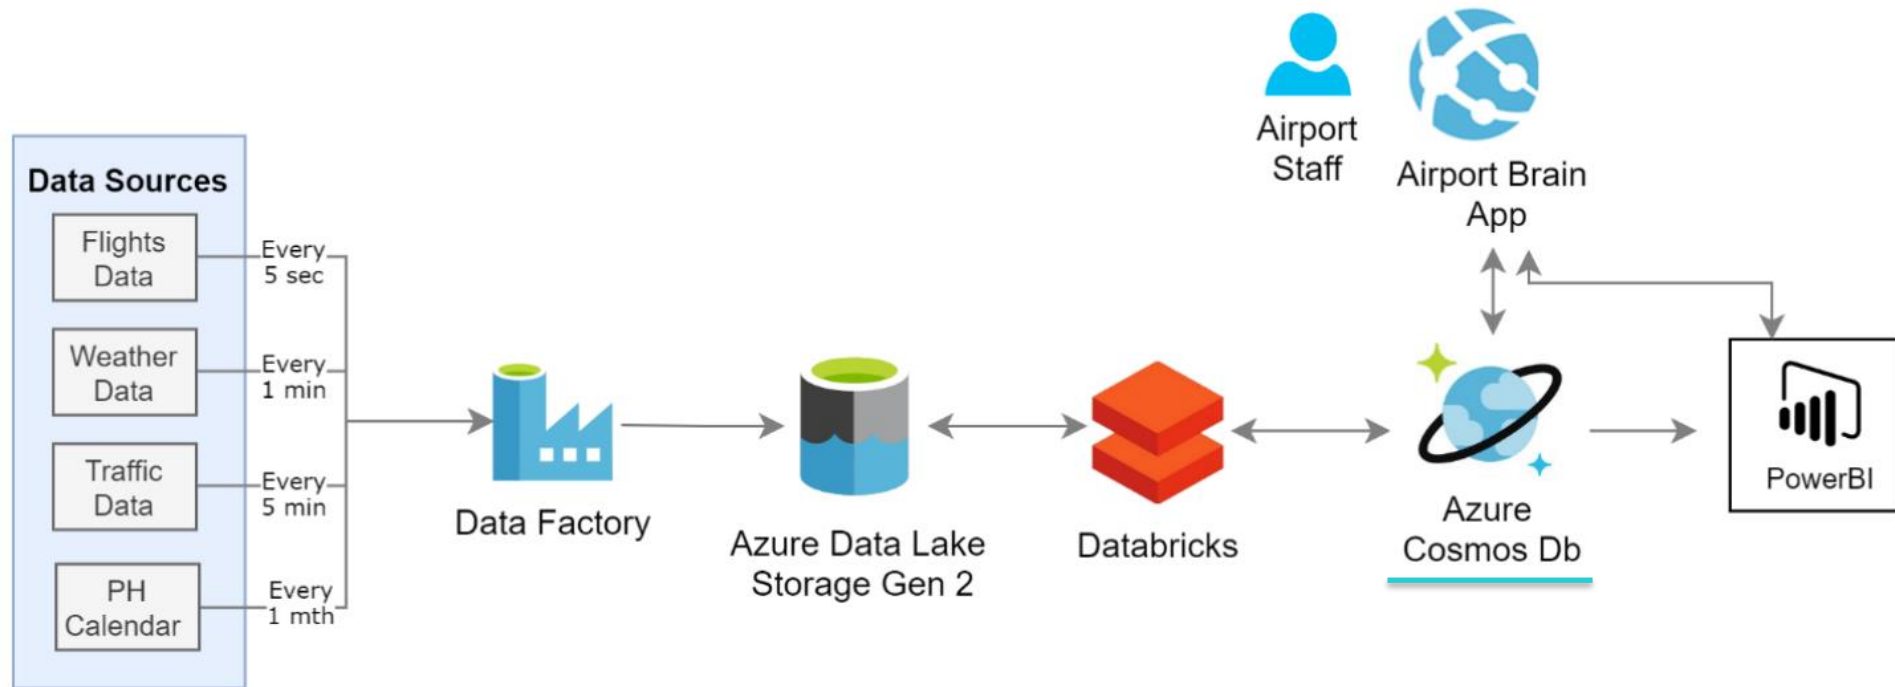 Data Sources
Flights
Data
Every
5 sec
Weather
Data
Every
1 min
Traffic
Data
Every
5 min
PH
Calendar
Every
1 mth
Data Factory
Azure Data Lake
Storage Gen 2
Databricks
Airport
Staff
Airport Brain
App
Azure
Cosmos Db
PowerBI